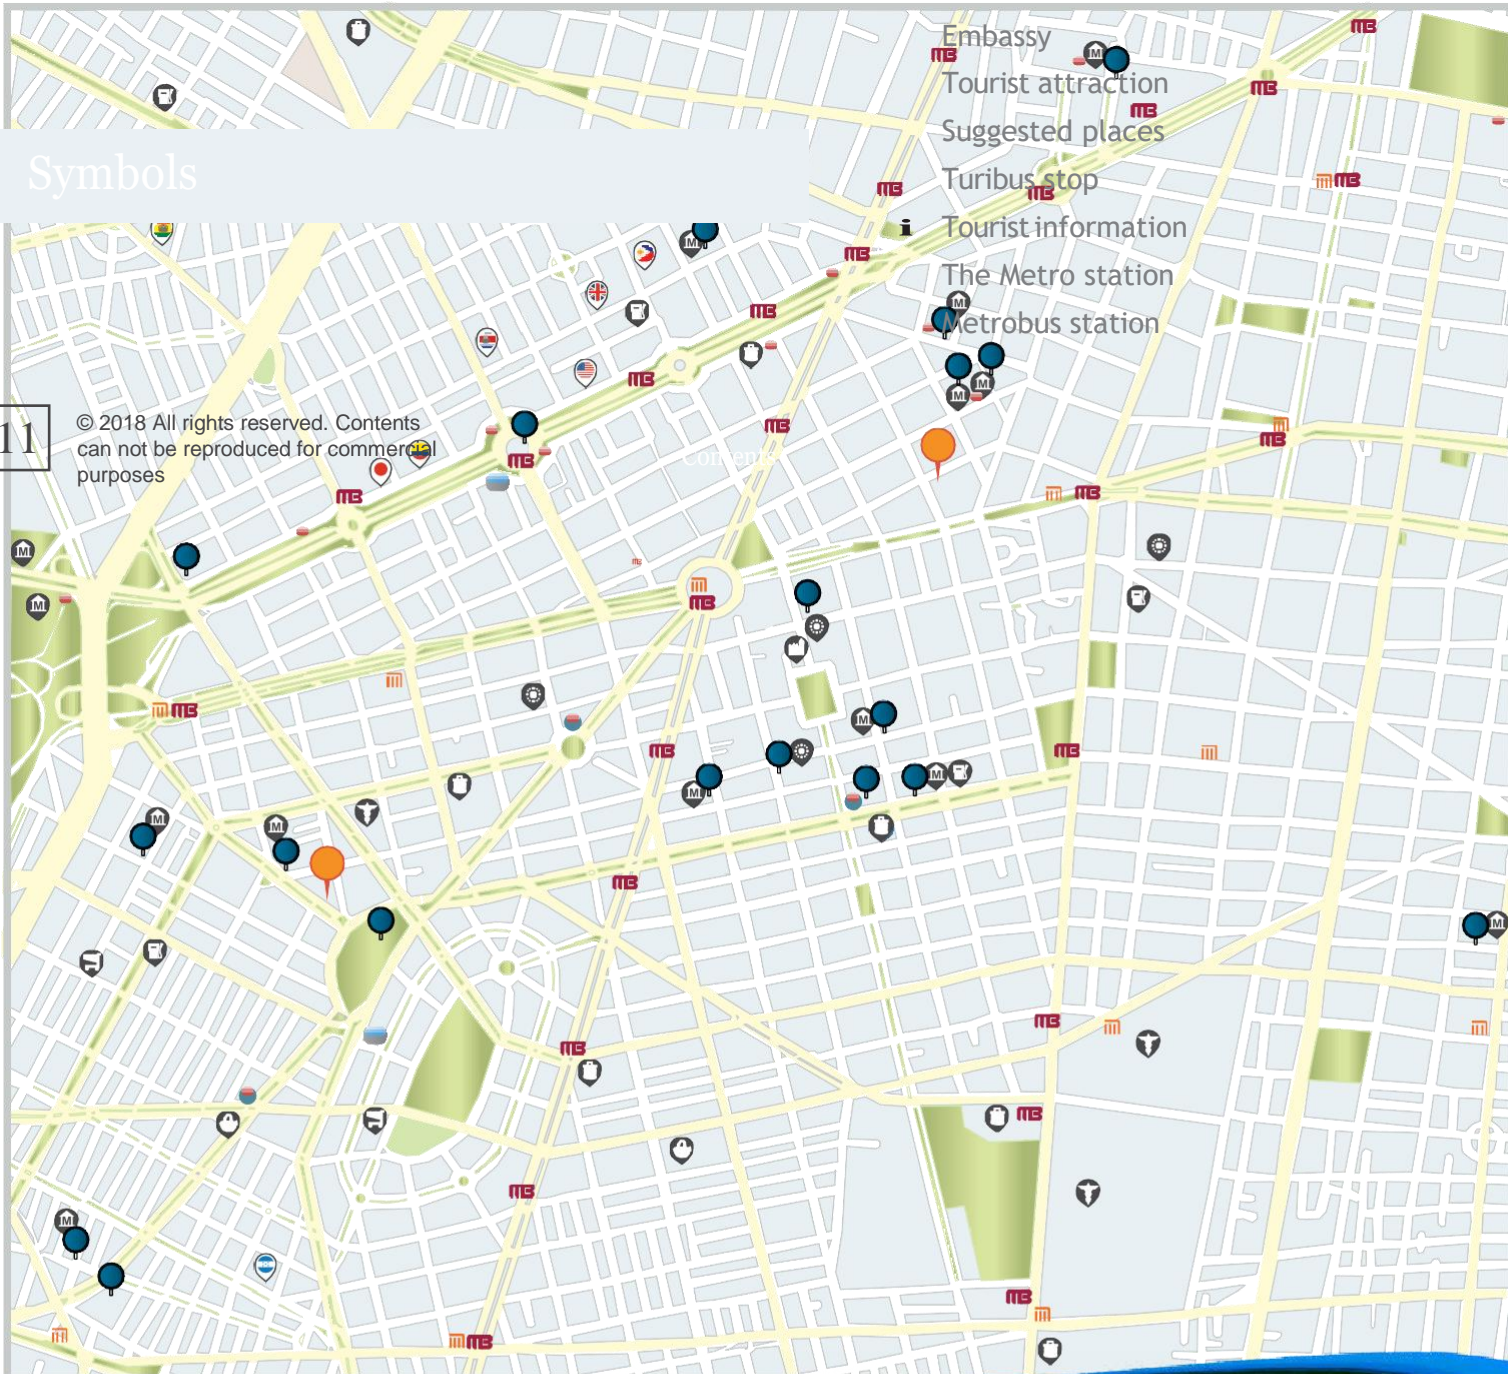 Embassy
Tourist attraction
Suggested places
Symbols
Turibus stop
Tourist information
The Metro station
Metrobus station
11
© 2018 All rights reserved. Contents
can not be reproduced for commercial
purposes
Contents